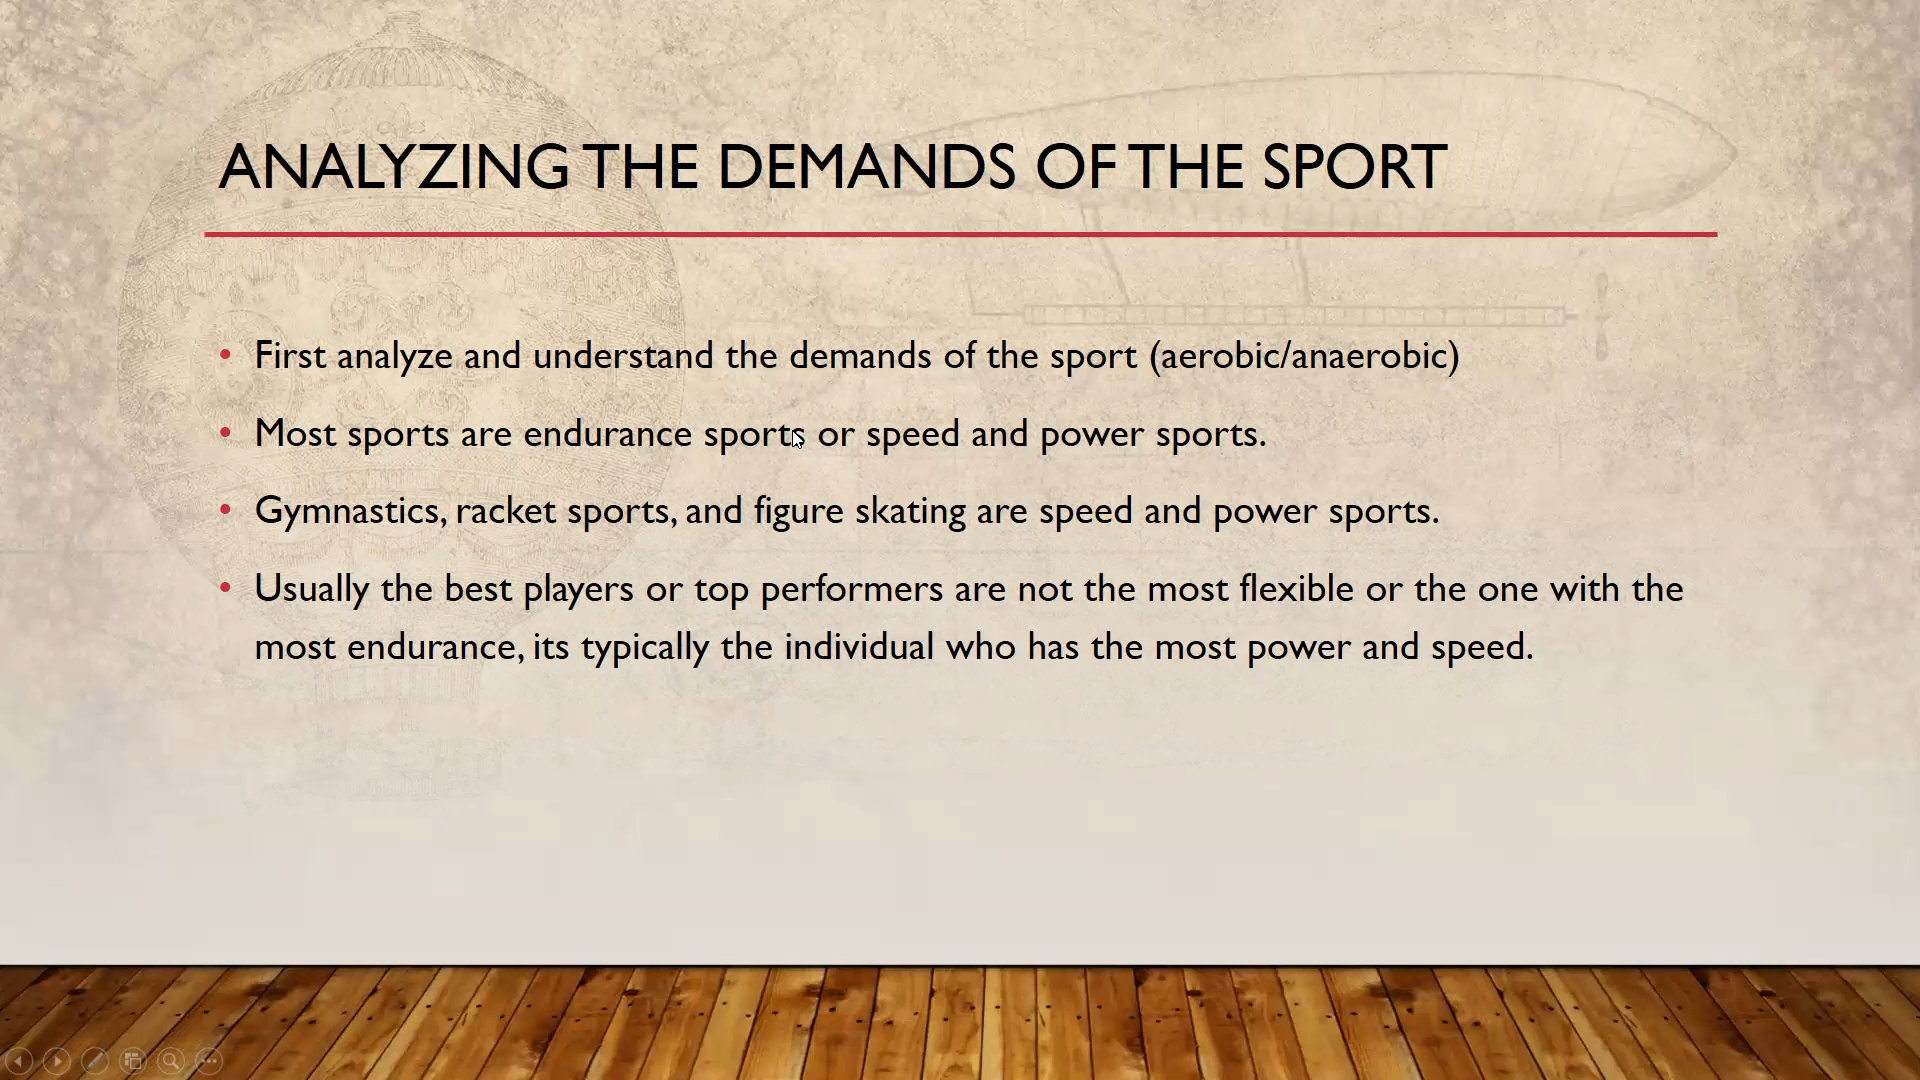 ANALYZING THE DEMANDS OF THE SPORT
• First analyze and understand the demands of the sport (aerobic/anaerobic)
• Most sports are endurance sports or speed and power sports.
• Gymnastics, racket sports, and figure skating are speed and power sports.
• Usually the best players or top performers are not the most flexible or the one with the
most endurance, its typically the individual who has the most power and speed.